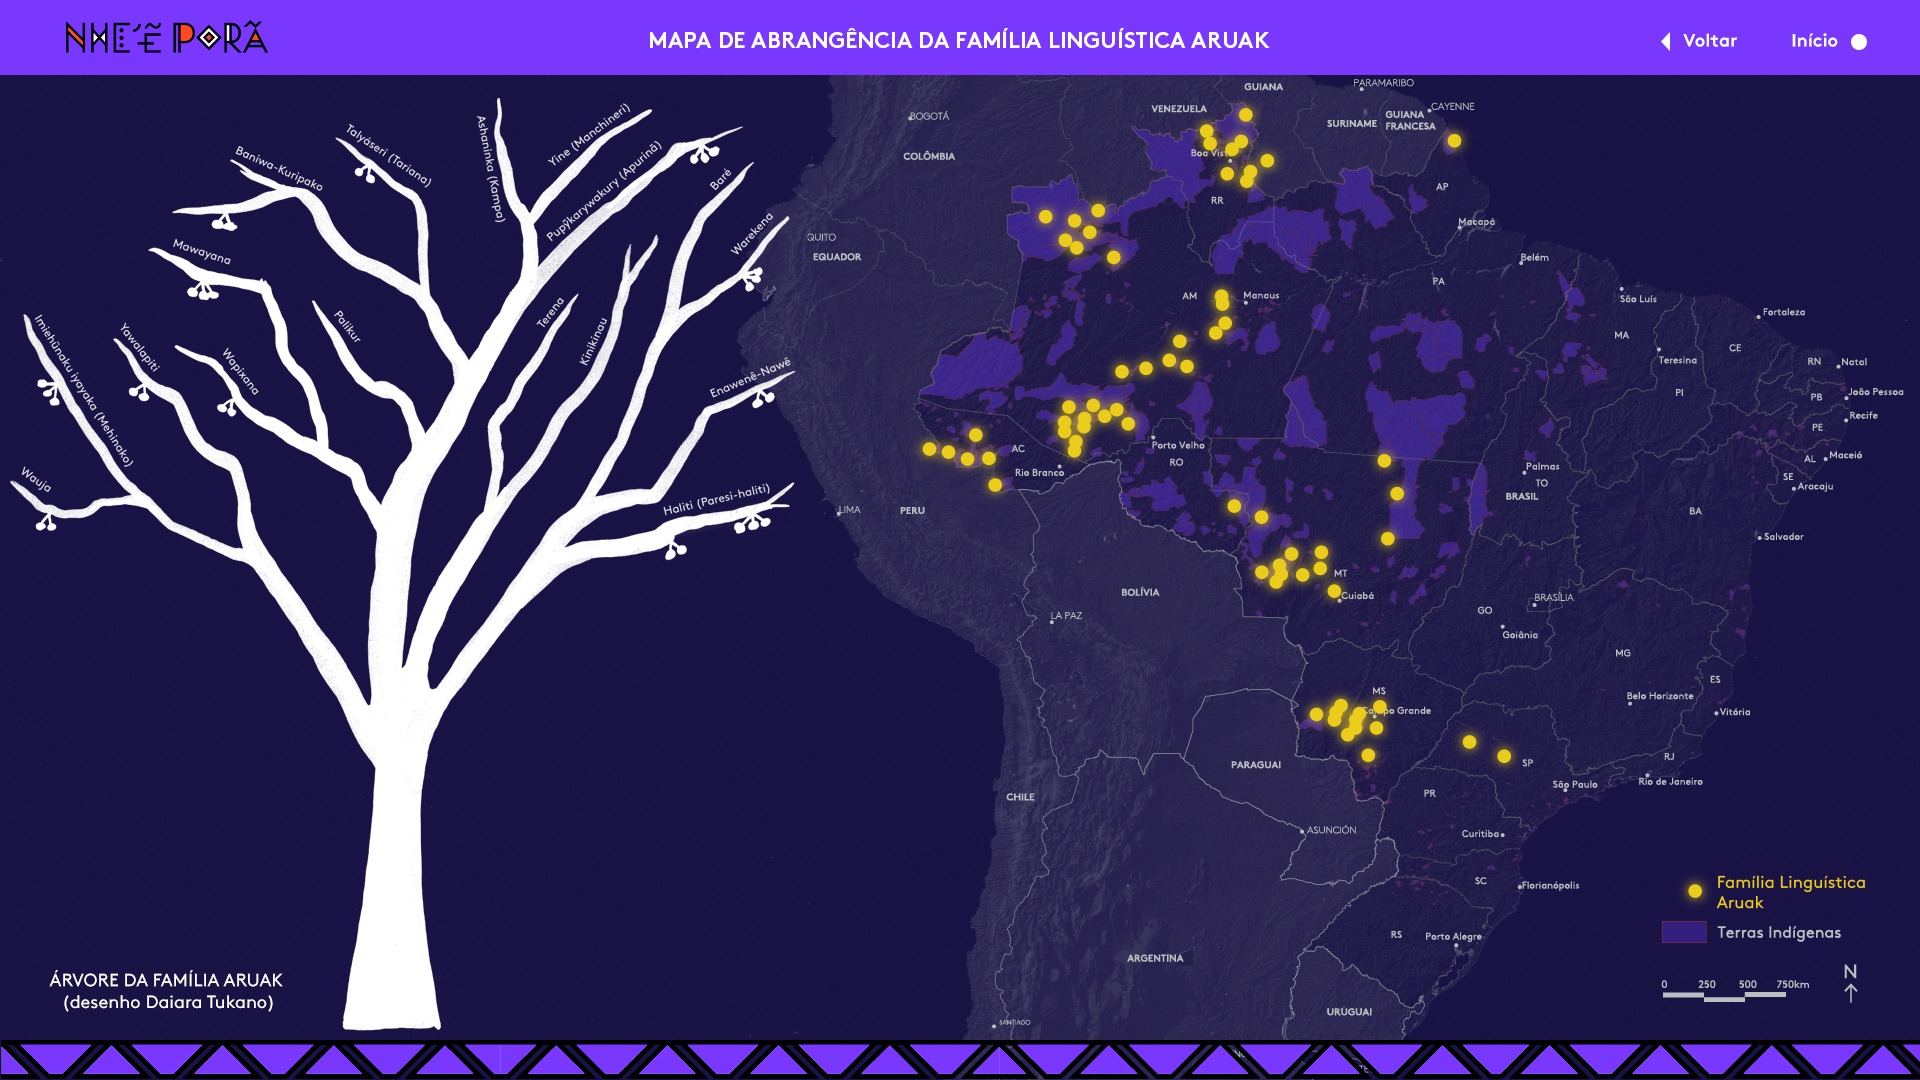 NHE'Ẽ PORÃ
MAPA DE ABRANGÊNCIA DA FAMÍLIA LINGUÍSTICA ARUAK
Voltar
Início
Wauja
Imiehünaku iyayaka (Mehinako)
Yawalapiti
Wapixana
Mawayana
Palikur
Baniwa-Kuripako
Talyáseri (Tariana)
Ashaninka (Kampa)
Yine (Manchineri)
Pupỹkarywakury (Apurinã)
Baré
Warekena
Terena
Kinikinau
Enawenê-Nawê
Haliti (Paresi-haliti)
ÁRVORE DA FAMÍLIA ARUAK
(desenho Daiara Tukano)
GUIANA
PARAMARIBO
VENEZUELA
CAYENNE
BOGOTÁ
SURINAME
GUIANA
FRANCESA
COLÔMBIA
Boa Vista
AP
RR
Macapá
QUITO
EQUADOR
Belém
PA
AM
Manaus
São Luís
Fortaleza
MA
CE
Teresina
RN
Natal
PI
João Pessoa
PB
Recife
PE
AC
Porto Velho
RO
Rio Branco
AL
Maceió
Palmas
TO
SE
Aracaju
BRASIL
LIMA
PERU
BA
Salvador
MT
Cuiabá
BOLÍVIA
BRASÍLIA
GO
LA PAZ
Goiânia
MG
ES
MS
Belo Horizonte
Campo Grande
Vitória
PARAGUAI
SP
RJ
Rio de Janeiro
São Paulo
CHILE
PR
ASUNCIÓN
Curitiba
SC
Florianópolis
RS
Porto Alegre
ARGENTINA
URUGUAI
SANTIAGO
Família Linguística
Aruak
Terras Indígenas
0 250 500 750km
N